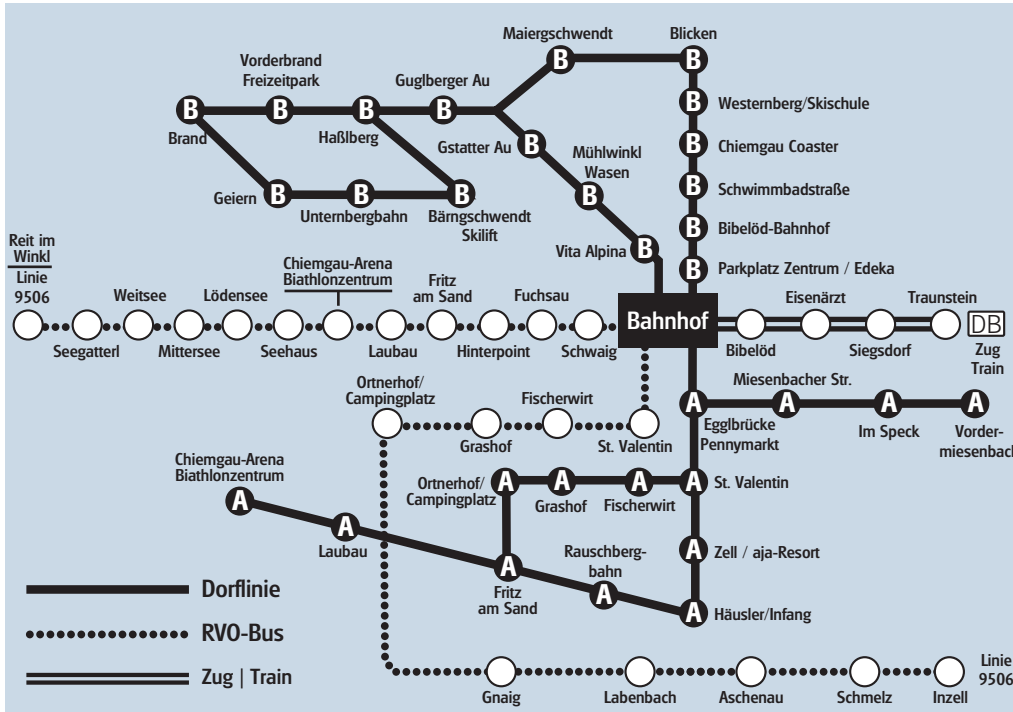 Maiergschwendt
Blicken
Vorderbrand
Freizeitpark
Guglberger Au
B
B
B
B
B
B
B
Westernberg/Skischule
Brand
Haßlberg
Gstatter Au
B
B
Chiemgau Coaster
Mühlwinkl
Wasen
B
B
B
B
B
Schwimmbadstraße
Geiern
Unternbergbahn
Bärngschwendt
Skilift
B
Bibelöd-Bahnhof
Vita Alpina
B
B
Parkplatz Zentrum / Edeka
Reit im
Winkl
Linie
9506
Weitsee
Lödensee
Chiemgau-Arena
Biathlonzentrum
Fritz
am Sand
Fuchsau
Bahnhof
Eisenärzt
Traunstein
DB
Seegatterl
Mittersee
Seehaus
Laubau
Hinterpoint
Schwaig
Bibelöd
Siegsdorf
Zug
Train
Ortnerhof/
Campingplatz
Fischerwirt
Miesenbacher Str.
A
A
A
A
Grashof
St. Valentin
Egglbrücke
Pennymarkt
Im Speck
Vorder-
miesenbach
Chiemgau-Arena
Biathlonzentrum
Ortnerhof/
Campingplatz
A
A
A
A
St. Valentin
Grashof
Fischerwirt
A
A
Laubau
A
Zell / aja-Resort
Rauschberg-
bahn
A
Fritz
am Sand
A
A
Häusler/Infang
Dorflinie
RVO-Bus
Zug | Train
Gnaig
Labenbach
Aschenau
Schmelz
Inzell
Linie
9506